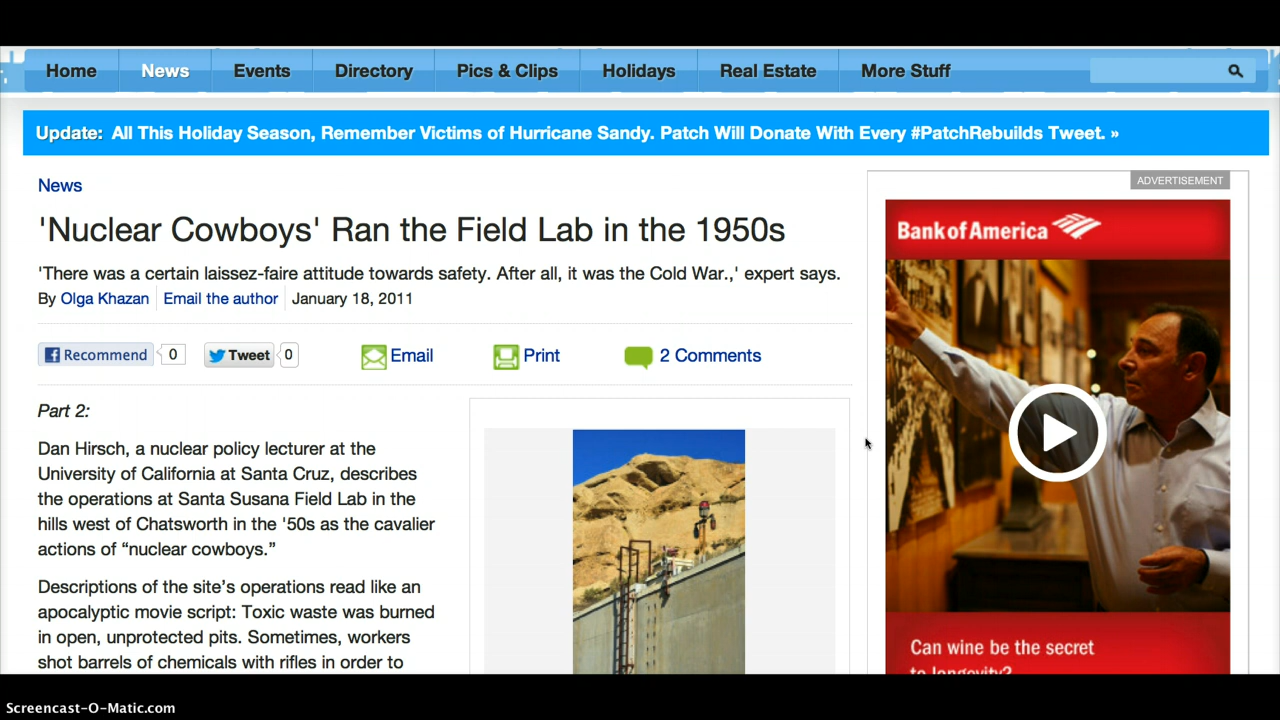 Home News Events Directory Pics & Clips Holidays Real Estate More Stuff
Update: All This Holiday Season, Remember Victims of Hurricane Sandy. Patch Will Donate With Every #PatchRebuilds Tweet. »
News
'Nuclear Cowboys' Ran the Field Lab in the 1950s
'There was a certain laissez-faire attitude towards safety. After all, it was the Cold War.,' expert says.
By Olga Khazan Email the author January 18, 2011
Recommend 0 Tweet 0 Email Print 2 Comments
Part 2:
Dan Hirsch, a nuclear policy lecturer at the
University of California at Santa Cruz, describes
the operations at Santa Susana Field Lab in the
hills west of Chatsworth in the '50s as the cavalier
actions of “nuclear cowboys.”
Descriptions of the site’s operations read like an
apocalyptic movie script: Toxic waste was burned
in open, unprotected pits. Sometimes, workers
shot barrels of chemicals with rifles in order to
ADVERTISEMENT
Bank of America
Can wine be the secret
to longevity?
Screencast-O-Matic.com